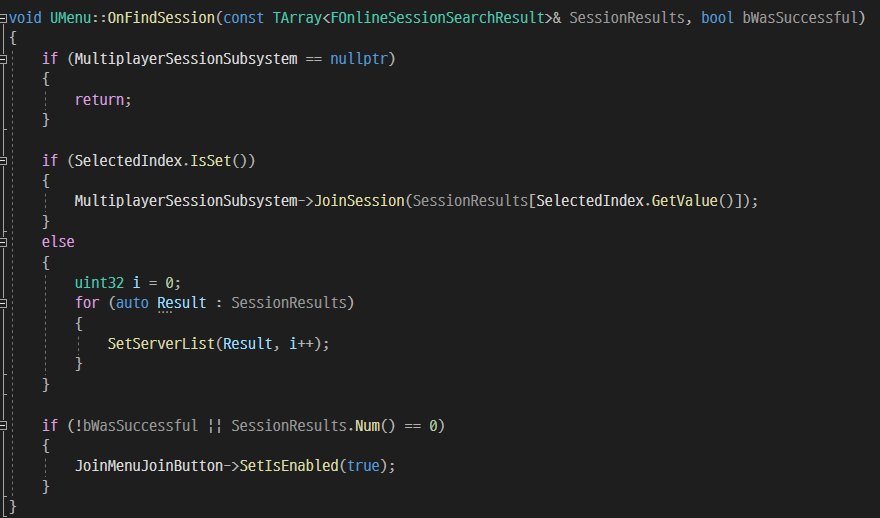 void UMenu::OnFindSession(const TArray<FOnlineSessionSearchResult>& SessionResults, bool bWasSuccessful)
{
    if (MultiplayerSessionSubsystem == nullptr)
    {
        return;
    }

    if (SelectedIndex.IsSet())
    {
        MultiplayerSessionSubsystem->JoinSession(SessionResults[SelectedIndex.GetValue()]);
    }
    else
    {
        uint32 i = 0;
        for (auto Result : SessionResults)
        {
            SetServerList(Result, i++);
        }
    }

    if (!bWasSuccessful || SessionResults.Num() == 0)
    {
        JoinMenuJoinButton->SetIsEnabled(true);
    }
}